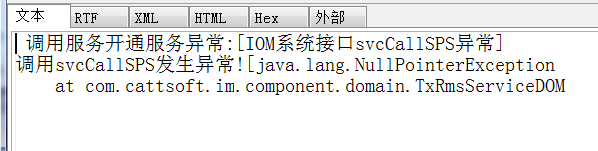 文本 RTF XML HTML Hex 外部
调用服务开通服务异常:[IOM系统接口svcCallSPS异常]
调用svcCallSPS发生异常![java.lang.NullPointerException
at com.cattsoft.im.component.domain.TxRmsServiceDOM